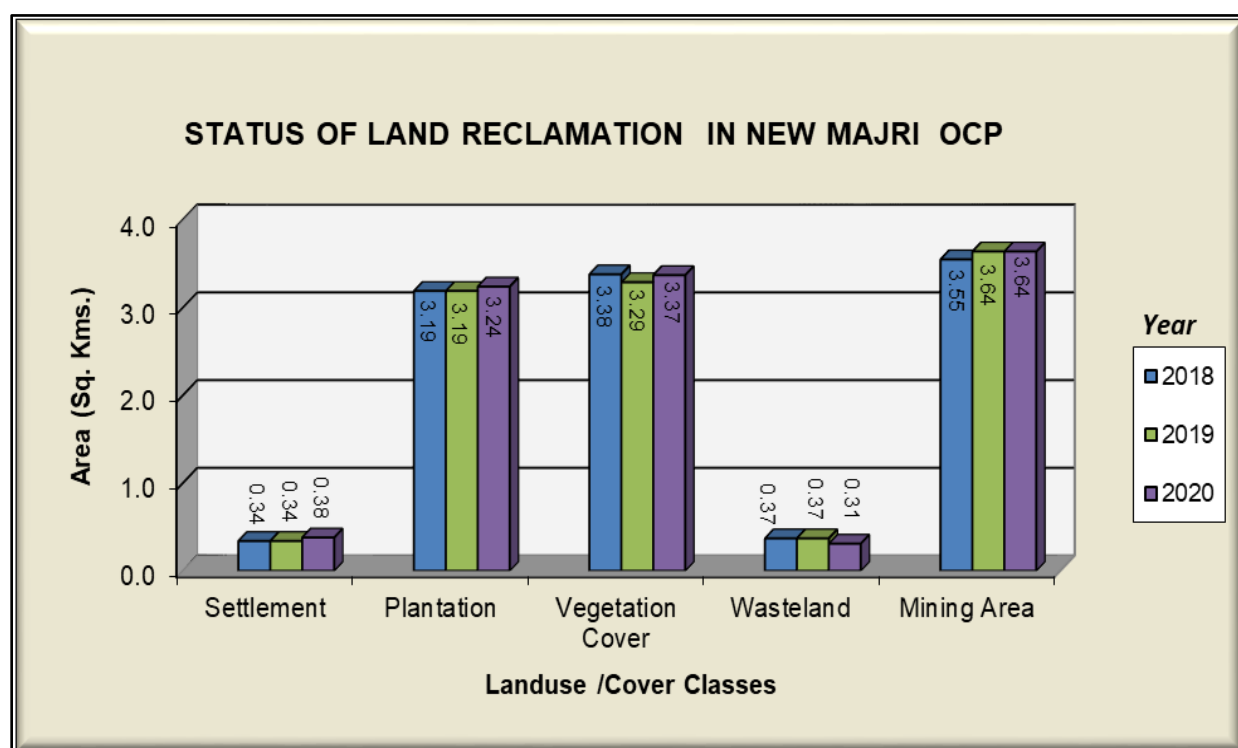 STATUS OF LAND RECLAMATION IN NEW MAJRI OCP
Area (Sq. Kms.)
4.0
3.0
2.0
1.0
0.0
0.34
0.34
0.38
3.19
3.19
3.24
3.38
3.29
3.37
0.37
0.37
0.31
3.55
3.64
3.64
Settlement
Plantation
Vegetation
Cover
Wasteland
Mining Area
Landuse /Cover Classes
Year
2018
2019
2020